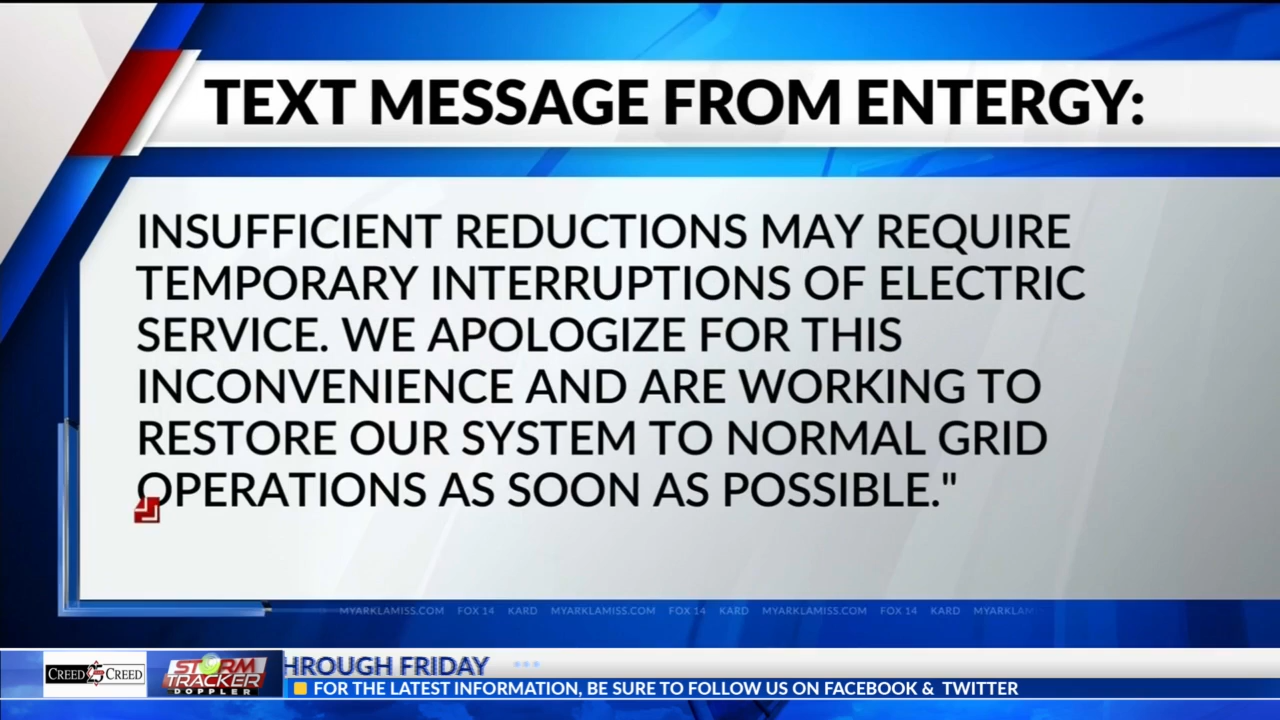 TEXT MESSAGE FROM ENTERGY:
INSUFFICIENT REDUCTIONS MAY REQUIRE
TEMPORARY INTERRUPTIONS OF ELECTRIC
SERVICE. WE APOLOGIZE FOR THIS
INCONVENIENCE AND ARE WORKING TO
RESTORE OUR SYSTEM TO NORMAL GRID
OPERATIONS AS SOON AS POSSIBLE."
MYARKLAMISS.COM FOX 14 KARD MYARKLAMISS.COM FOX 14 KARD MYARKLAMISS.COM FOX 14 KARD MYARKLAM
CREED CREED
STORM
TRACKER
DOPPLER
HROUGH FRIDAY
FOR THE LATEST INFORMATION, BE SURE TO FOLLOW US ON FACEBOOK & TWITTER